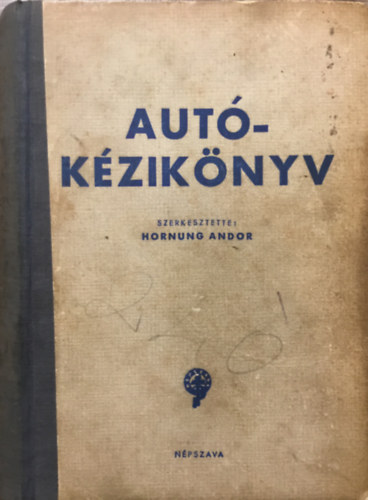 AUTÓ-
KÉZIKÖNYV
SZERKESZTETTE:
HORNUNG ANDOR
NÉPSZAVA